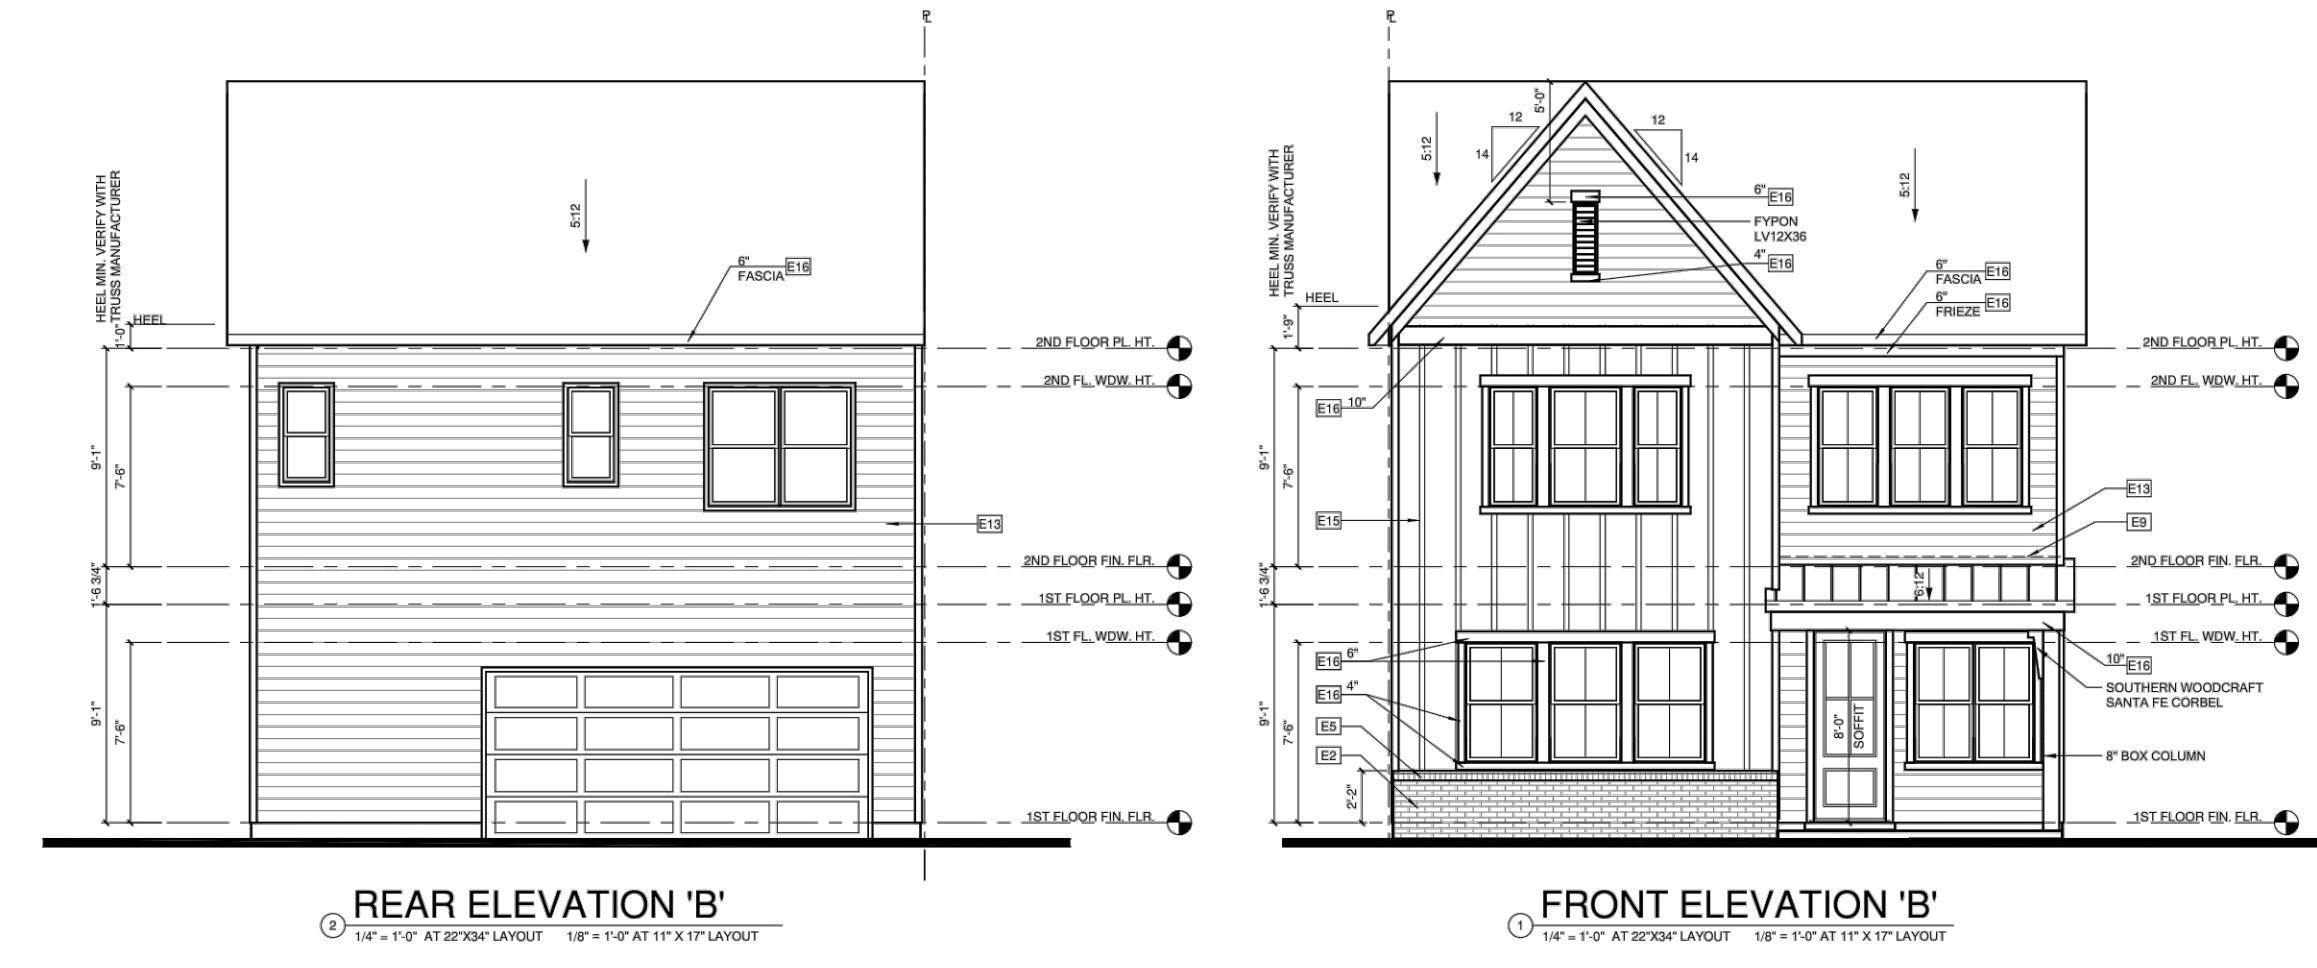 PL
HEEL MIN. VERIFY WITH
TRUSS MANUFACTURER
1'-0"
HEEL
5:12
6"
FASCIA
E16
2ND FLOOR PL. HT.
2ND FL. WDW. HT.
9'-1"
7'-6"
E13
2ND FLOOR FIN. FLR.
1'-6 3/4"
1ST FLOOR PL. HT.
1ST FL. WDW. HT.
9'-1"
7'-6"
1ST FLOOR FIN. FLR.
2
REAR ELEVATION 'B'
1/4" = 1'-0" AT 22"X34" LAYOUT 1/8" = 1'-0" AT 11" X 17" LAYOUT
PL
HEEL MIN. VERIFY WITH
TRUSS MANUFACTURER
1'-9"
HEEL
5:12
5'-0"
12
14
12
14
5:12
6"
E16
FYPON
LV12X36
4"
E16
6"
FASCIA
E16
6"
FRIEZE
E16
2ND FLOOR PL. HT.
2ND FL. WDW. HT.
E16
10"
9'-1"
7'-6"
E15
E13
E9
2ND FLOOR FIN. FLR.
1'-6 3/4"
6:12
1ST FLOOR PL. HT.
1ST FL. WDW. HT.
E16
6"
E16
4"
E5
E2
10"
E16
SOUTHERN WOODCRAFT
SANTA FE CORBEL
8'-0"
SOFFIT
8" BOX COLUMN
9'-1"
7'-6"
2'-2"
1ST FLOOR FIN. FLR.
1
FRONT ELEVATION 'B'
1/4" = 1'-0" AT 22"X34" LAYOUT 1/8" = 1'-0" AT 11" X 17" LAYOUT